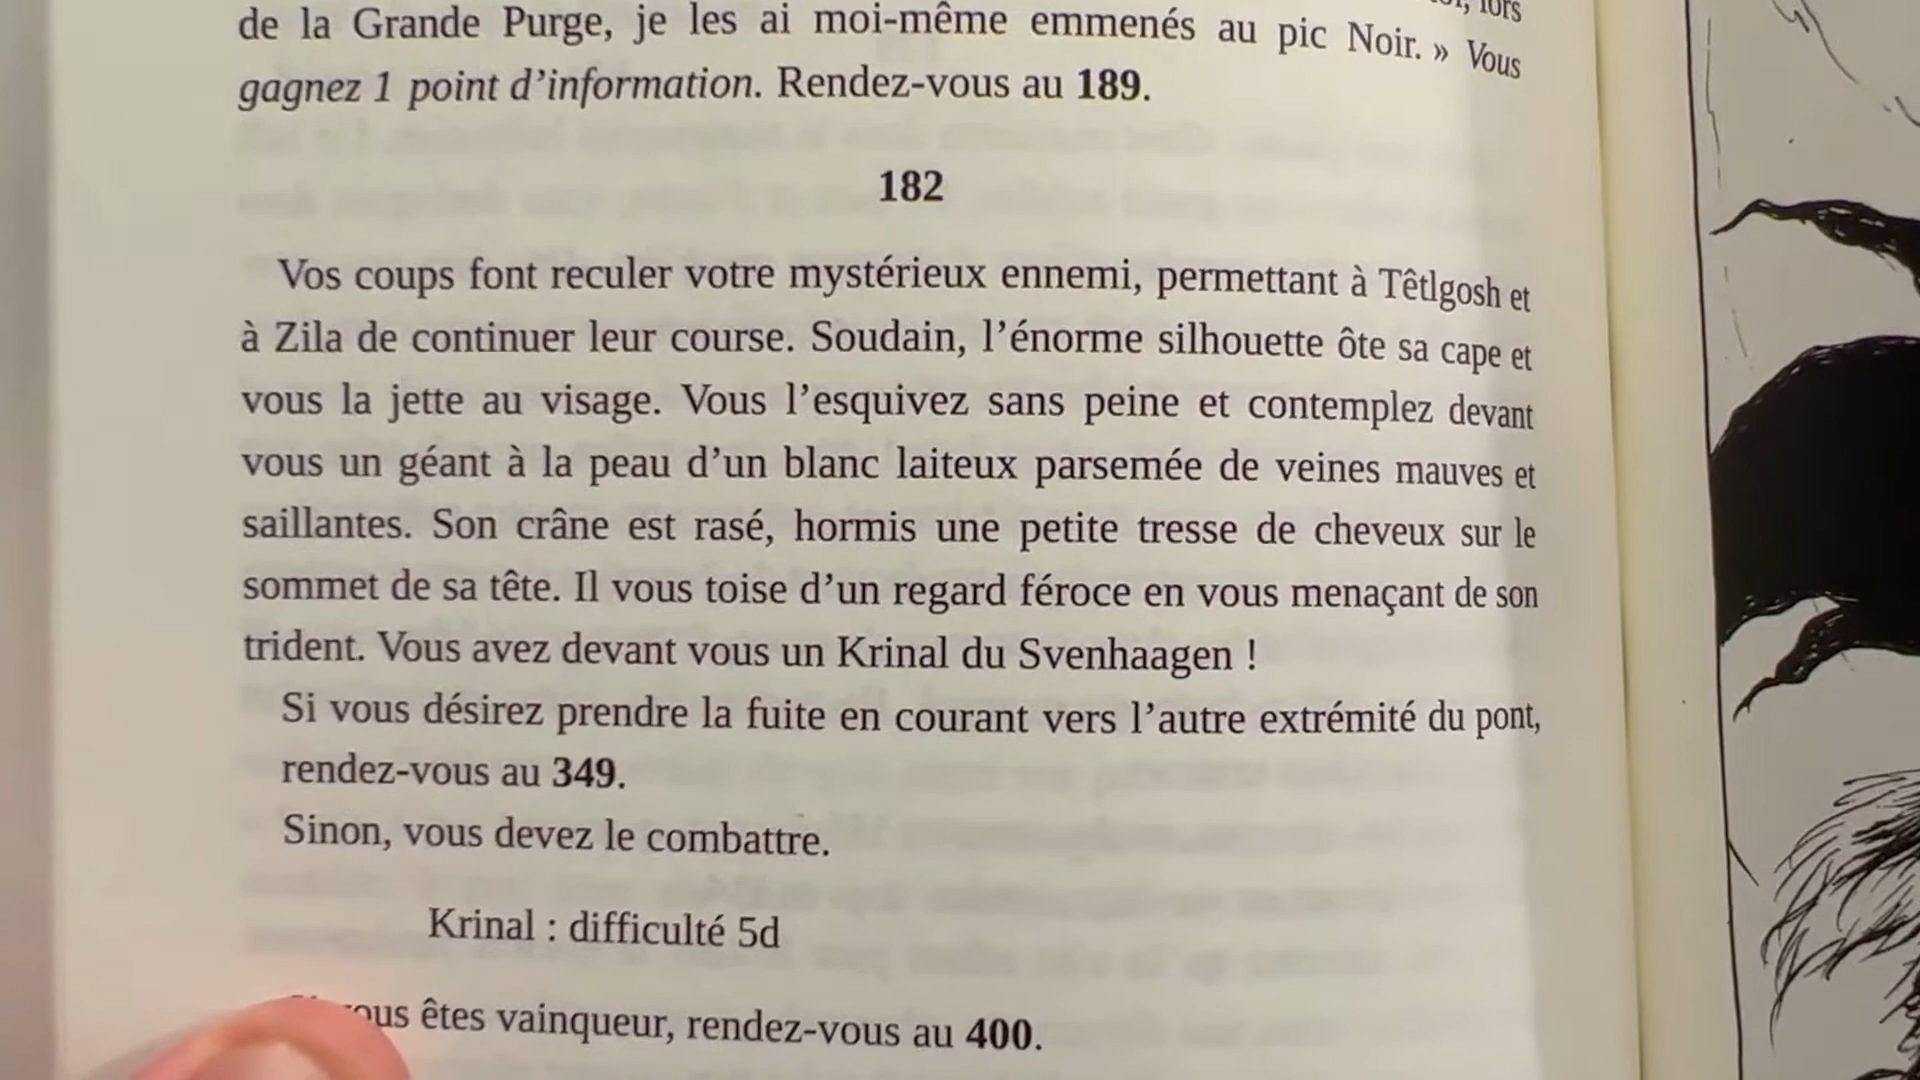 lors
de la Grande Purge, je les ai moi-même emmenés au pic Noir. » Vous
gagnez 1 point d’information. Rendez-vous au 189.
182
Vos coups font reculer votre mystérieux ennemi, permettant à Têtlgosh et
à Zila de continuer leur course. Soudain, l’énorme silhouette ôte sa cape et
vous la jette au visage. Vous l’esquivez sans peine et contemplez devant
vous un géant à la peau d’un blanc laiteux parsemée de veines mauves et
saillantes. Son crâne est rasé, hormis une petite tresse de cheveux sur le
sommet de sa tête. Il vous toise d’un regard féroce en vous menaçant de son
trident. Vous avez devant vous un Krinal du Svenhaagen !
Si vous désirez prendre la fuite en courant vers l’autre extrémité du pont,
rendez-vous au 349.
Sinon, vous devez le combattre.
Krinal : difficulté 5d
vous êtes vainqueur, rendez-vous au 400.